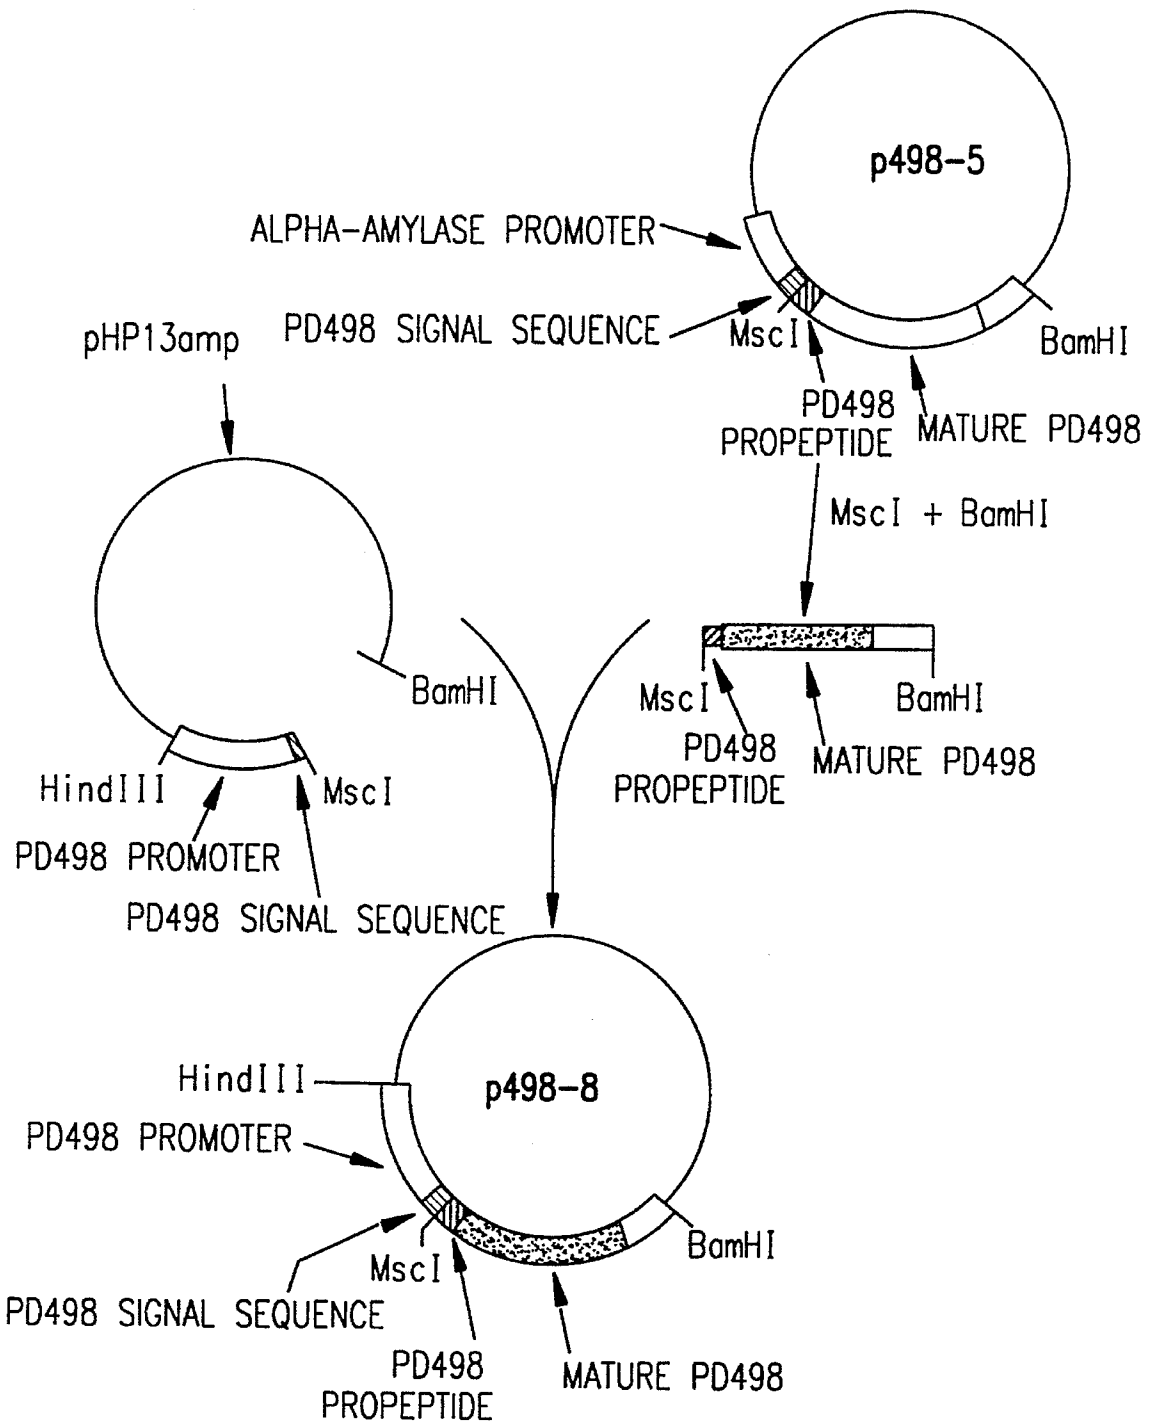 p498-5
ALPHA-AMYLASE PROMOTER
PD498 SIGNAL SEQUENCE
MscI
BamHI
pHP13amp
PD498
PROPEPTIDE
MATURE PD498
MscI + BamHI
BamHI
MscI
BamHI
PD498
PROPEPTIDE
MATURE PD498
HindIII
MscI
PD498 PROMOTER
PD498 SIGNAL SEQUENCE
HindIII
p498-8
PD498 PROMOTER
BamHI
MscI
PD498 SIGNAL SEQUENCE
PD498
PROPEPTIDE
MATURE PD498